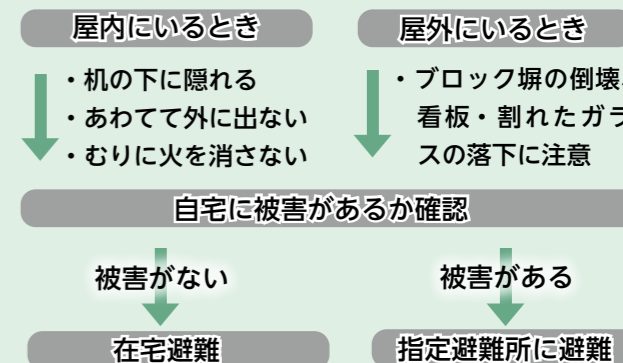 屋内にいるとき
・机の下に隠れる
・あわてて外に出ない
・むりに火を消さない
屋外にいるとき
・ブロック塀の倒壊、
看板・割れたガラ
スの落下に注意
自宅に被害があるか確認
被害がない
被害がある
在宅避難
指定避難所に避難